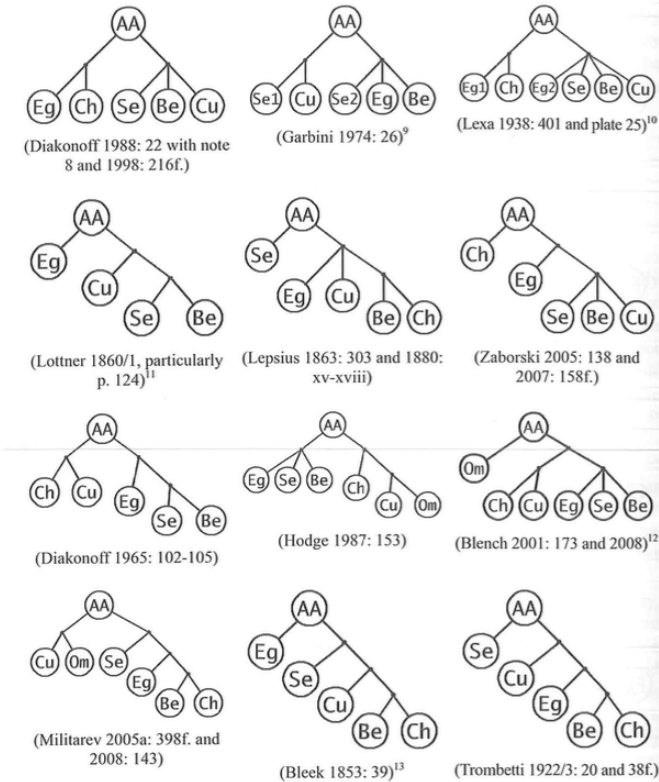 AA AA AA
Eg Ch Se Be Cu Se1 Cu Se2 Eg Be Eg1 Ch Eg2 Se Be Cu
(Diakonoff 1988: 22 with note
8 and 1998: 216f.)
(Garbini 1974: 26)9
(Lexa 1938: 401 and plate 25)10
AA
Eg
Cu
Se Be
(Lottner 1860/1, particularly
p. 124)11
AA
Se
Eg Cu
Be Ch
(Lepsius 1863: 303 and 1880:
xv-xviii)
AA
Ch
Eg
Se Be Cu
(Zaborski 2005: 138 and
2007: 158f.)
AA
Ch Cu Eg
Se Be
(Diakonoff 1965: 102-105)
AA
Eg Se Be Ch
Cu Om
(Hodge 1987: 153)
AA
Om
Ch Cu Eg Se Be
(Blench 2001: 173 and 2008)12
AA
Cu Om Se
Eg
Be Ch
(Militarev 2005a: 398f. and
2008: 143)
AA
Eg
Se
Cu
Be Ch
(Bleek 1853: 39)13
AA
Se
Cu
Eg
Be Ch
(Trombetti 1922/3: 20 and 38f.)